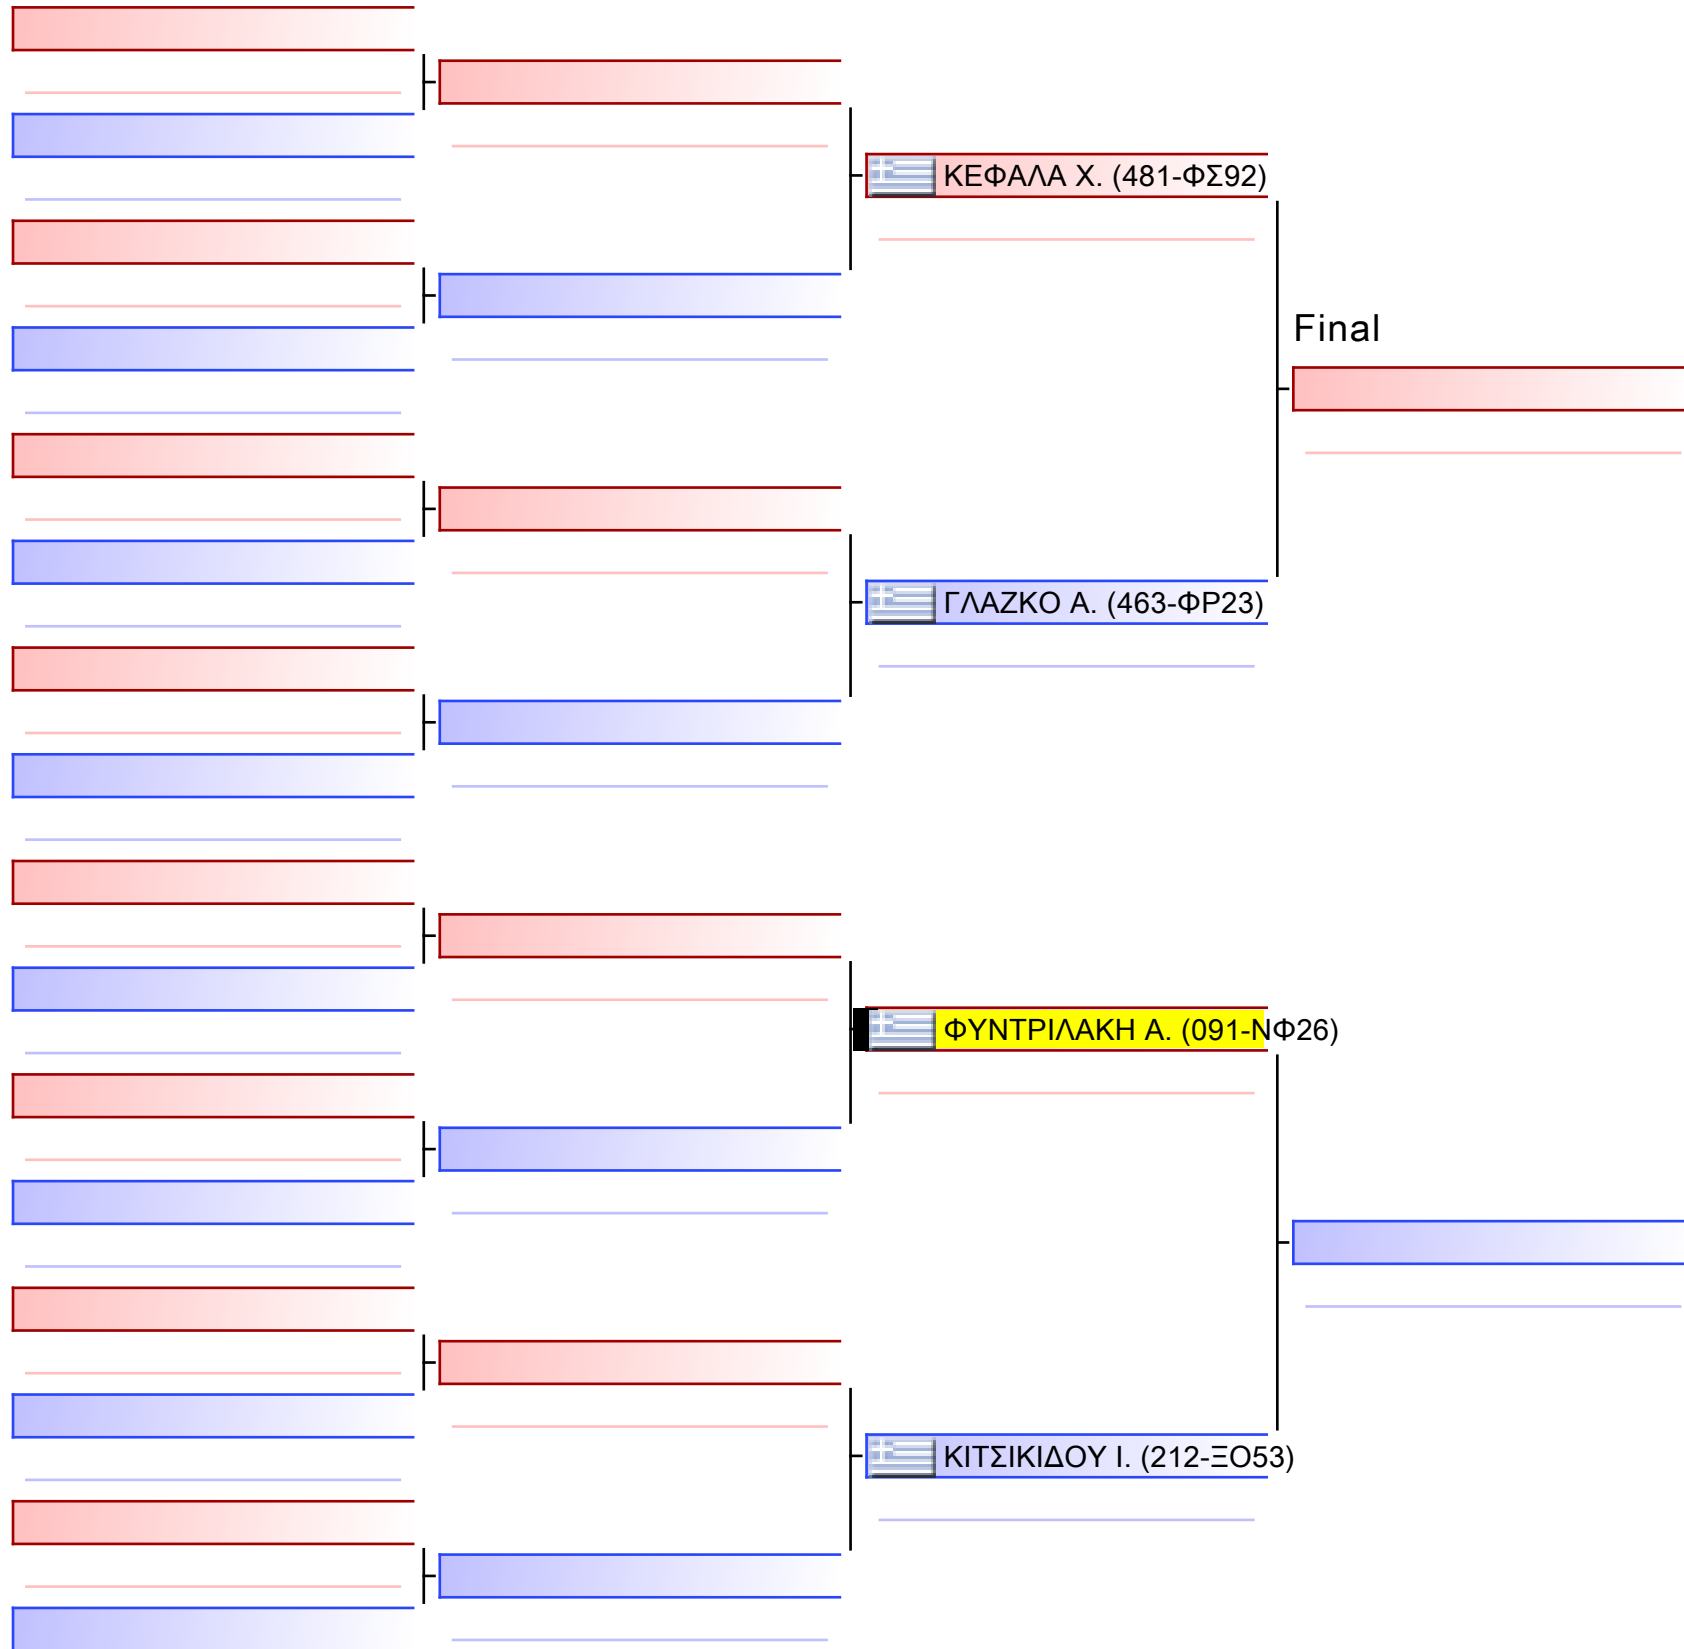 ΚΕΦΑΛΑ Χ. (481-ΦΣ92)
Final
ΓΛΑΖΚΟ Α. (463-ΦΡ23)
ΦΥΝΤΡΙΛΑΚΗ Α. (091-ΝΦ26)
ΚΙΤΣΙΚΙΔΟΥ Ι. (212-ΞΟ53)